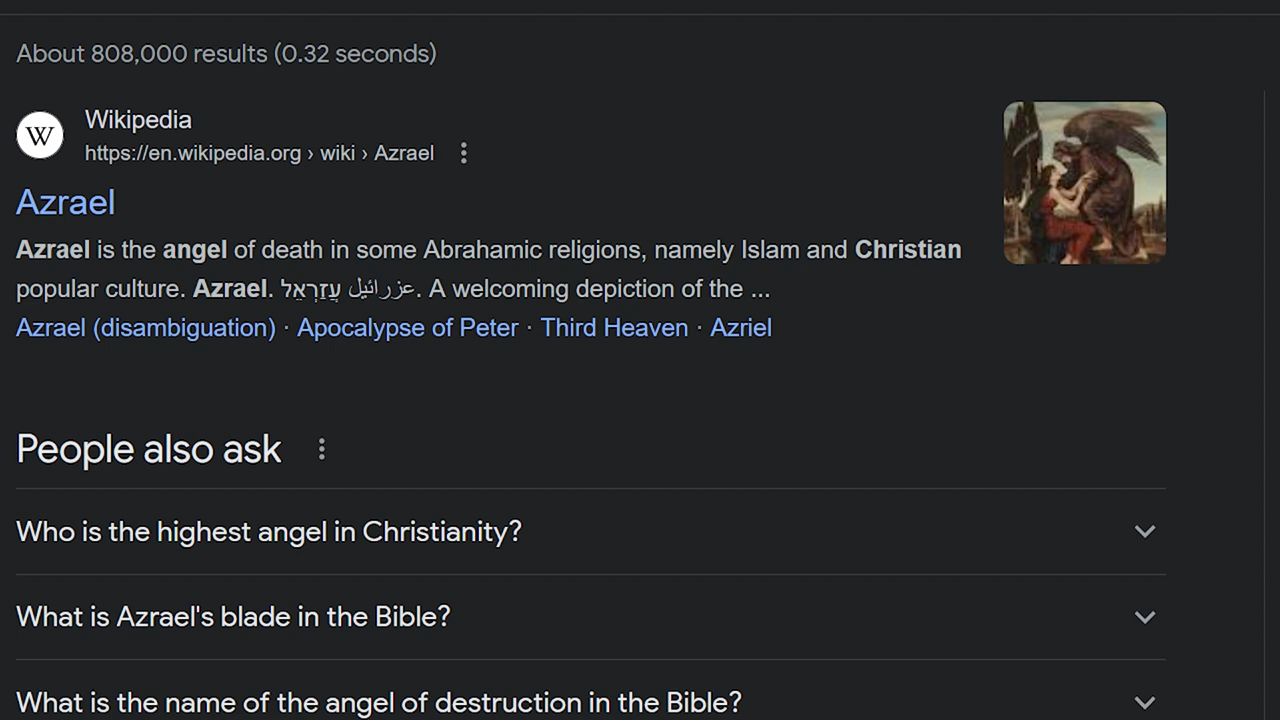 About 808,000 results (0.32 seconds)
W
Wikipedia
https://en.wikipedia.org › wiki › Azrael
Azrael
Azrael is the angel of death in some Abrahamic religions, namely Islam and Christian
popular culture. Azrael. עֲזַרְאֵל عزرائيل. A welcoming depiction of the ...
Azrael (disambiguation) · Apocalypse of Peter · Third Heaven · Azriel
People also ask
Who is the highest angel in Christianity?
What is Azrael's blade in the Bible?
What is the name of the angel of destruction in the Bible?